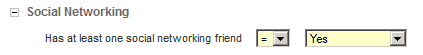 Social Networking
Has at least one social networking friend = Yes